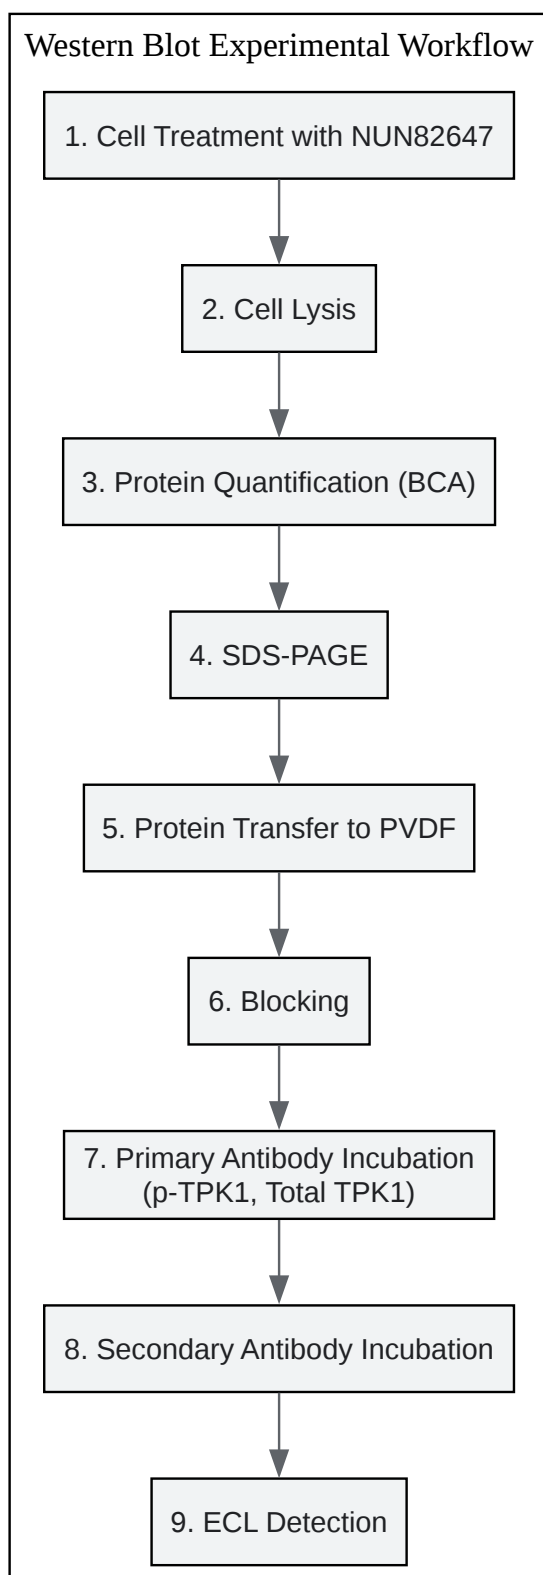 Western Blot Experimental Workflow
1. Cell Treatment with NUN82647
2. Cell Lysis
3. Protein Quantification (BCA)
4. SDS-PAGE
5. Protein Transfer to PVDF
6. Blocking
7. Primary Antibody Incubation
(p-TPK1, Total TPK1)
8. Secondary Antibody Incubation
9. ECL Detection